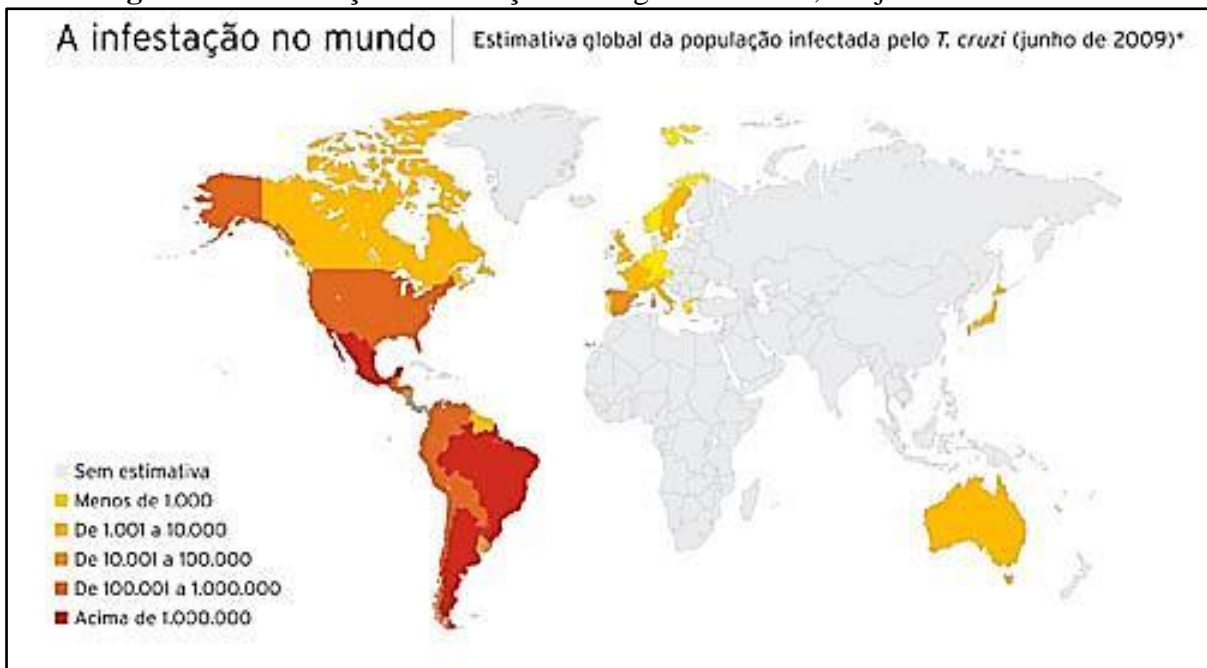 A infestação no mundo
Estimativa global da população infectada pelo T. cruzi (junho de 2009)*
Sem estimativa
Menos de 1.000
De 1.001 a 10.000
De 10.001 a 100.000
De 100.001 a 1.000.000
Acima de 1.000.000